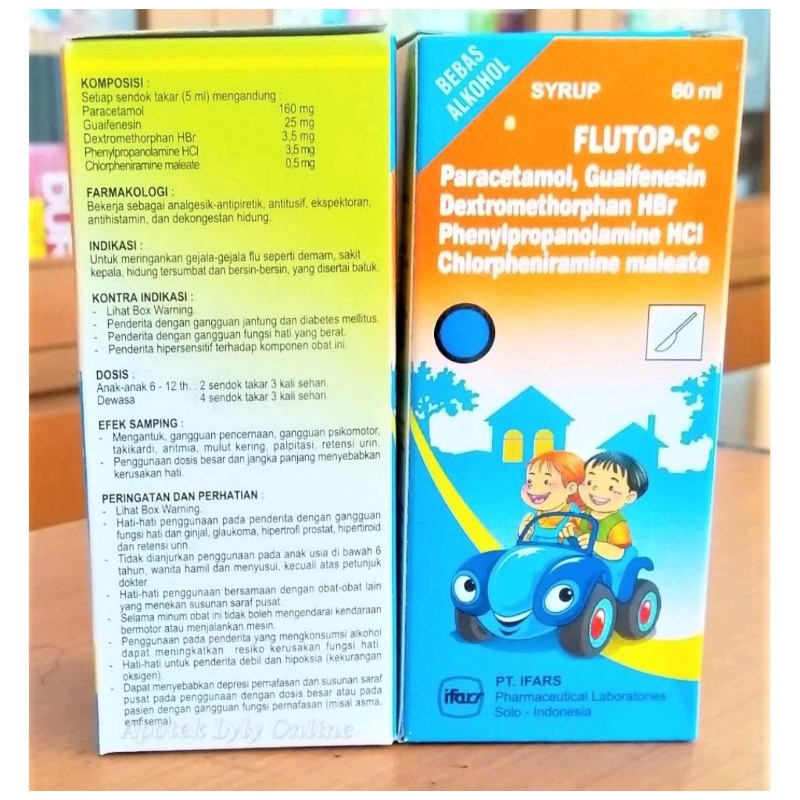 KOMPOSISI :
Setiap sendok takar (5 ml) mengandung :
Paracetamol 160 mg
Guaifenesin 25 mg
Dextromethorphan HBr 3,5 mg
Phenylpropanolamine HCl 3,5 mg
Chlorpheniramine maleate 0,5 mg
FARMAKOLOGI :
Bekerja sebagai analgesik-antipiretik, antitusif, ekspektoran,
antihistamin, dan dekongestan hidung.
INDIKASI :
Untuk meringankan gejala-gejala flu seperti demam, sakit
kepala, hidung tersumbat dan bersin-bersin, yang disertai batuk.
KONTRA INDIKASI :
- Lihat Box Warning.
- Penderita dengan gangguan jantung dan diabetes mellitus.
- Penderita dengan gangguan fungsi hati yang berat.
- Penderita hipersensitif terhadap komponen obat ini.
DOSIS :
Anak-anak 6 - 12 th. : 2 sendok takar 3 kali sehari.
Dewasa : 4 sendok takar 3 kali sehari.
EFEK SAMPING :
- Mengantuk, gangguan pencernaan, gangguan psikomotor,
takikardi, aritmia, mulut kering, palpitasi, retensi urin.
- Penggunaan dosis besar dan jangka panjang menyebabkan
kerusakan hati.
PERINGATAN DAN PERHATIAN :
- Lihat Box Warning.
- Hati-hati penggunaan pada penderita dengan gangguan
fungsi hati dan ginjal, glaukoma, hipertrofi prostat, hipertiroid
dan retensi urin.
- Tidak dianjurkan penggunaan pada anak usia di bawah 6
tahun, wanita hamil dan menyusui, kecuali atas petunjuk
dokter.
- Hati-hati penggunaan bersamaan dengan obat-obat lain
yang menekan susunan saraf pusat.
- Selama minum obat ini tidak boleh mengendarai kendaraan
bermotor atau menjalankan mesin.
- Penggunaan pada penderita yang mengkonsumsi alkohol
dapat meningkatkan resiko kerusakan fungsi hati.
- Hati-hati untuk penderita debil dan hipoksia (kekurangan
oksigen).
- Dapat menyebabkan depresi pernafasan dan susunan saraf
pusat pada penggunaan dengan dosis besar atau pada
pasien dengan gangguan fungsi pernafasan (misal asma,
emfisema).
Apotek Lyly Online
BEBAS
ALKOHOL
SYRUP 60 ml
FLUTOP-C®
Paracetamol, Guaifenesin
Dextromethorphan HBr
Phenylpropanolamine HCl
Chlorpheniramine maleate
ifars
PT. IFARS
Pharmaceutical Laboratories
Solo - Indonesia